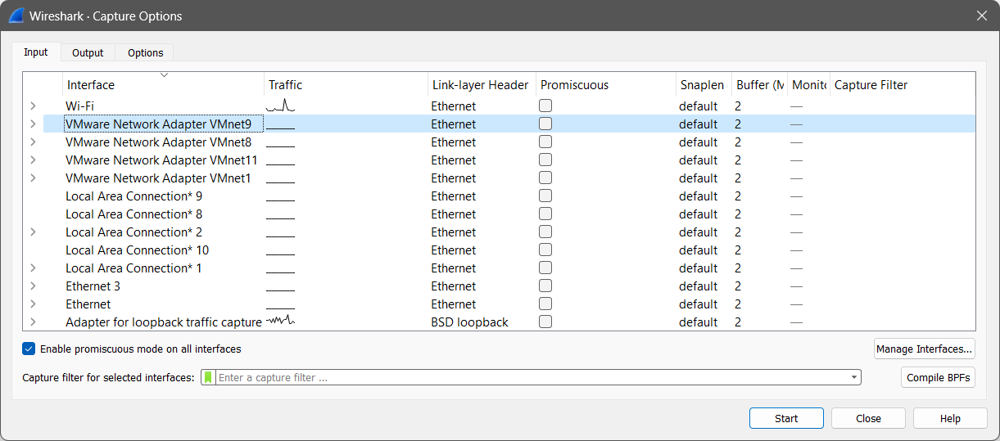 Wireshark · Capture Options
Input Output Options
Interface Traffic Link-layer Header Promiscuous Snaplen Buffer (M Monito Capture Filter
Wi-Fi Ethernet default 2 —
VMware Network Adapter VMnet9 Ethernet default 2 —
VMware Network Adapter VMnet8 Ethernet default 2 —
VMware Network Adapter VMnet11 Ethernet default 2 —
VMware Network Adapter VMnet1 Ethernet default 2 —
Local Area Connection* 9 Ethernet default 2 —
Local Area Connection* 8 Ethernet default 2 —
Local Area Connection* 2 Ethernet default 2 —
Local Area Connection* 10 Ethernet default 2 —
Local Area Connection* 1 Ethernet default 2 —
Ethernet 3 Ethernet default 2 —
Ethernet Ethernet default 2 —
Adapter for loopback traffic capture BSD loopback default 2 —
Enable promiscuous mode on all interfaces Manage Interfaces...
Capture filter for selected interfaces: Enter a capture filter ... Compile BPFs
Start Close Help